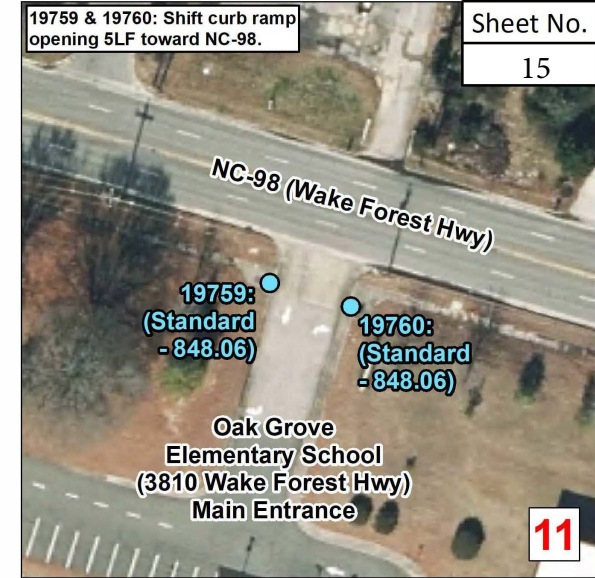 19759 & 19760: Shift curb ramp
opening 5LF toward NC-98.
Sheet No.
15
NC-98 (Wake Forest Hwy)
19759:
(Standard
- 848.06)
19760:
(Standard
- 848.06)
Oak Grove
Elementary School
(3810 Wake Forest Hwy)
Main Entrance
11